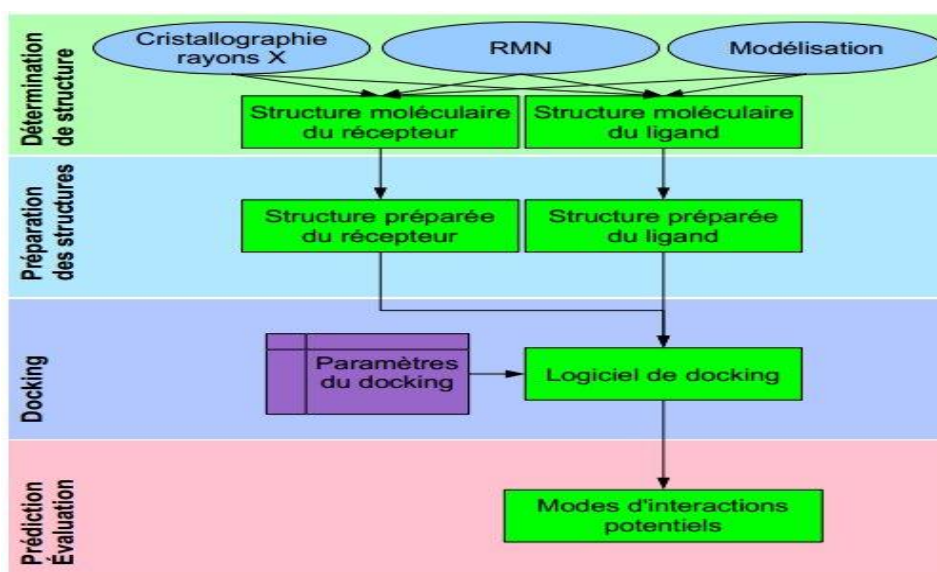 Détermination
de structure
Cristallographie
rayons X
RMN
Modélisation
Structure moléculaire
du récepteur
Structure moléculaire
du ligand
Préparation
des structures
Structure préparée
du récepteur
Structure préparée
du ligand
Docking
Paramètres
du docking
Logiciel de docking
Prédiction
Évaluation
Modes d'interactions
potentiels